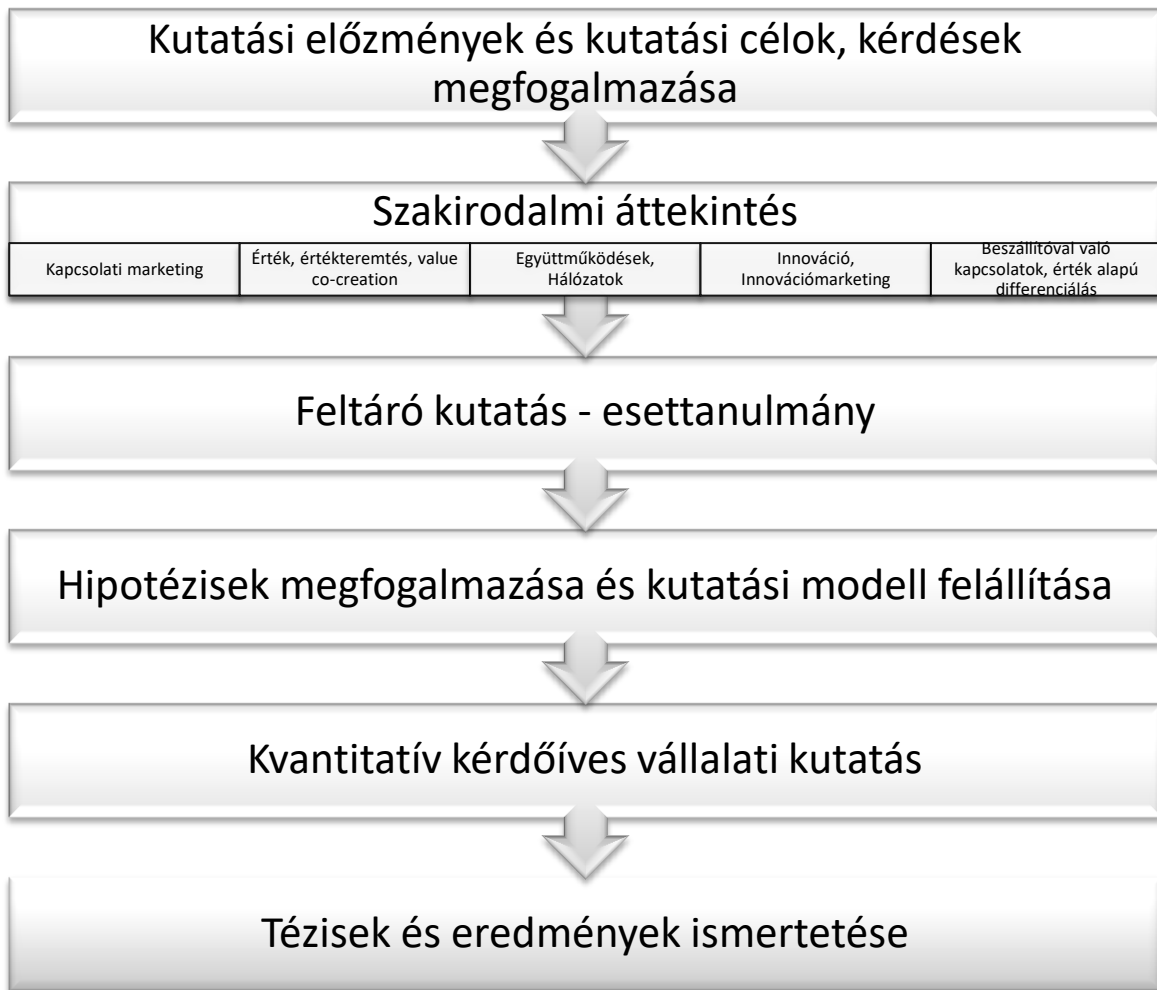 Kutatási előzmények és kutatási célok, kérdések
megfogalmazása
Szakirodalmi áttekintés
Kapcsolati marketing
Érték, értékteremtés, value
co-creation
Együttműködések,
Hálózatok
Innováció,
Innovációmarketing
Beszállítóval való
kapcsolatok, érték alapú
differenciálás
Feltáró kutatás - esettanulmány
Hipotézisek megfogalmazása és kutatási modell felállítása
Kvantitatív kérdőíves vállalati kutatás
Tézisek és eredmények ismertetése